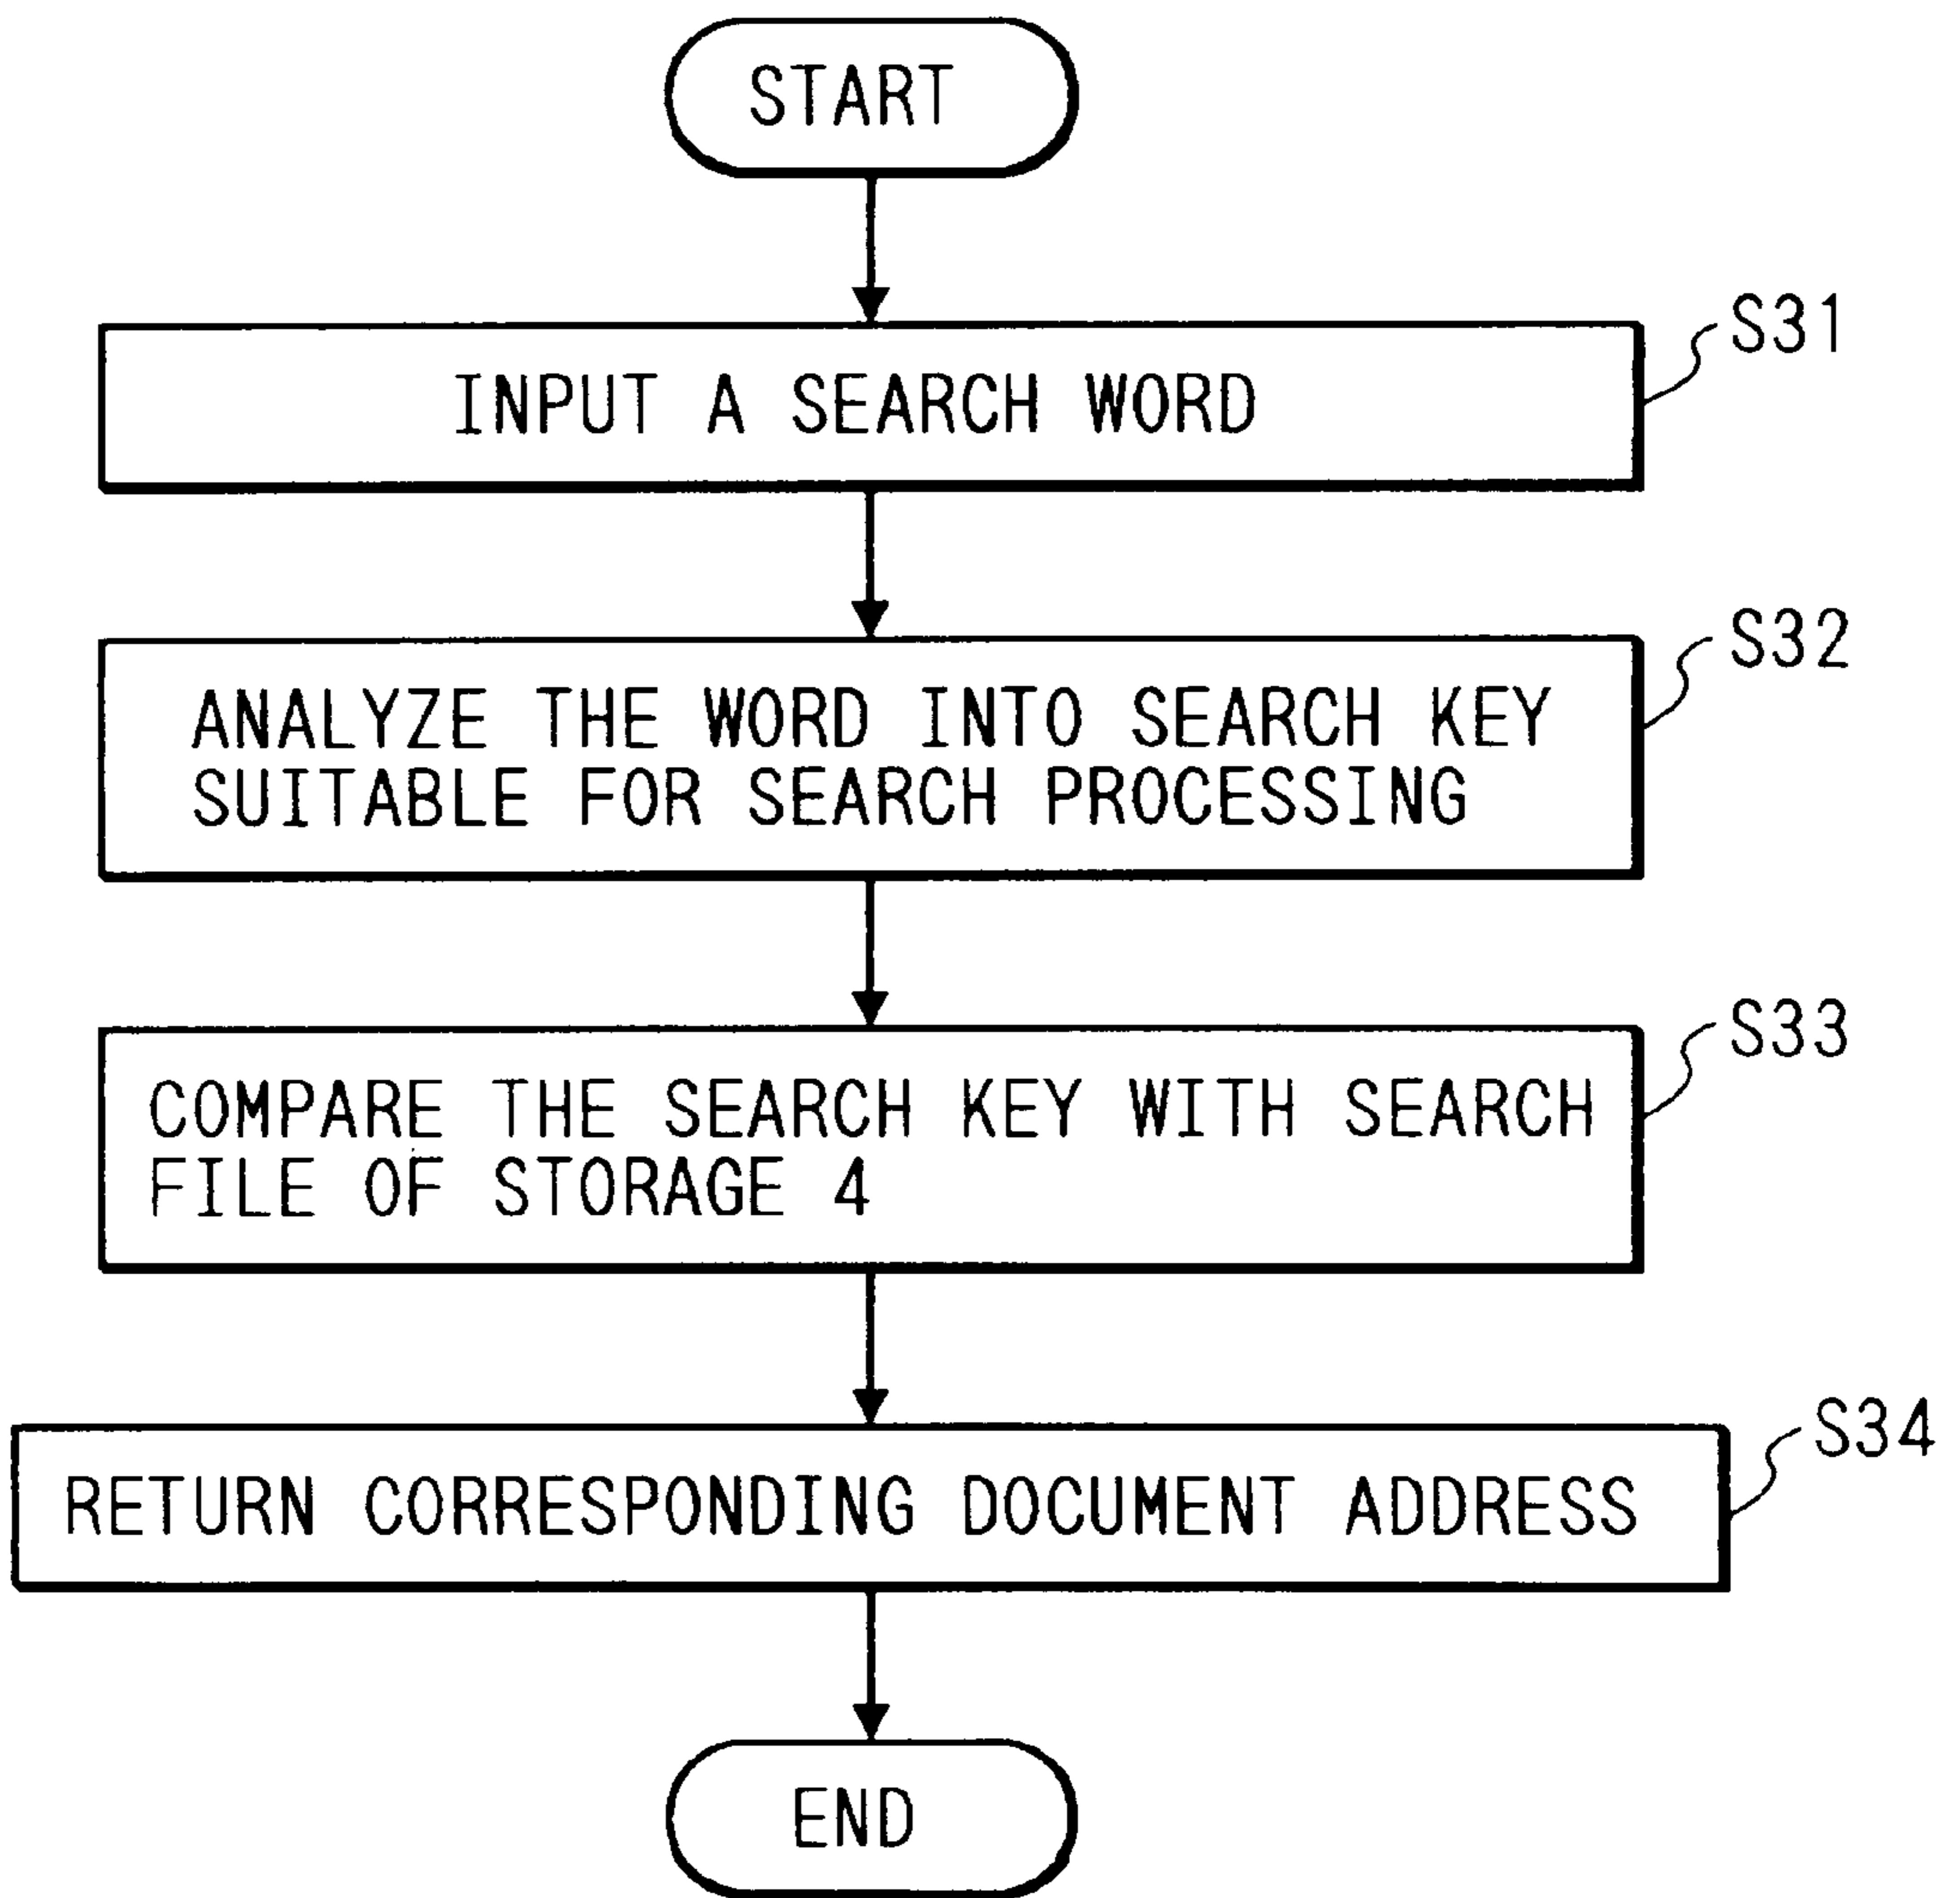 START
S31
INPUT A SEARCH WORD
S32
ANALYZE THE WORD INTO SEARCH KEY
SUITABLE FOR SEARCH PROCESSING
S33
COMPARE THE SEARCH KEY WITH SEARCH
FILE OF STORAGE 4
S34
RETURN CORRESPONDING DOCUMENT ADDRESS
END